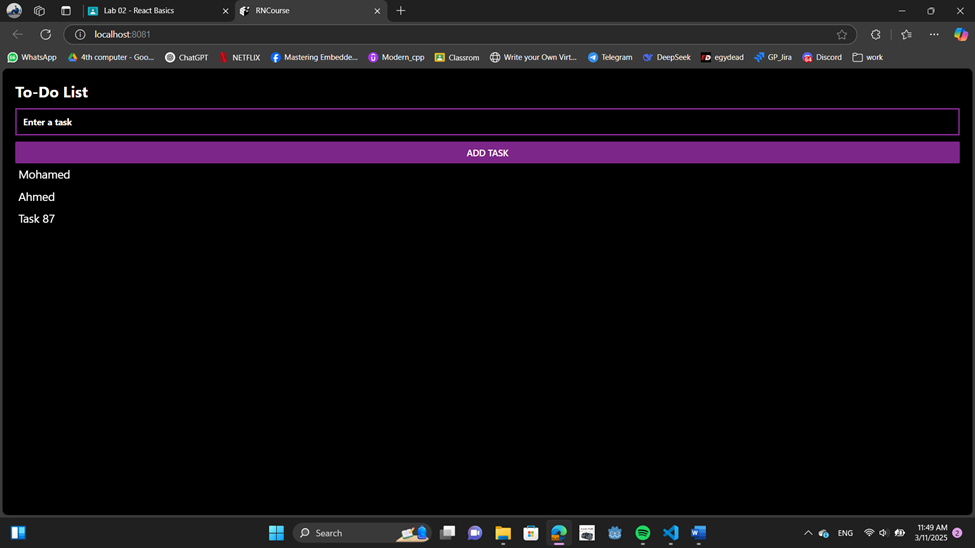 Lab 02 - React Basics
RNCourse
localhost:8081
WhatsApp
4th computer - Goo...
ChatGPT
NETFLIX
Mastering Embedde...
Modern_cpp
Classrom
Write your Own Virt...
Telegram
DeepSeek
egydead
GP_Jira
Discord
work
To-Do List
Enter a task
ADD TASK
Mohamed
Ahmed
Task 87
Search
ENG
11:49 AM
3/11/2025
2